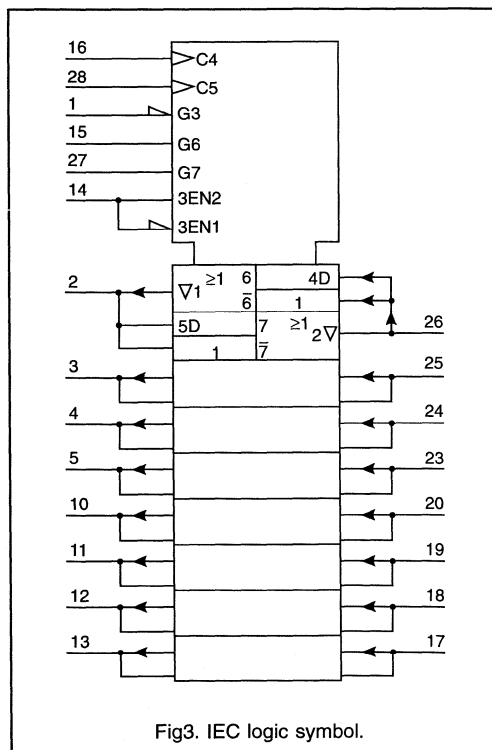 16 C4
28 C5
1 G3
15 G6
27 G7
14 3EN2
3EN1
2 ▽1 ≥1 6 4D
6̅ 1
5D 7 ≥1 2▽ 26
1 7̅
3 25
4 24
5 23
10 20
11 19
12 18
13 17
Fig3. IEC logic symbol.